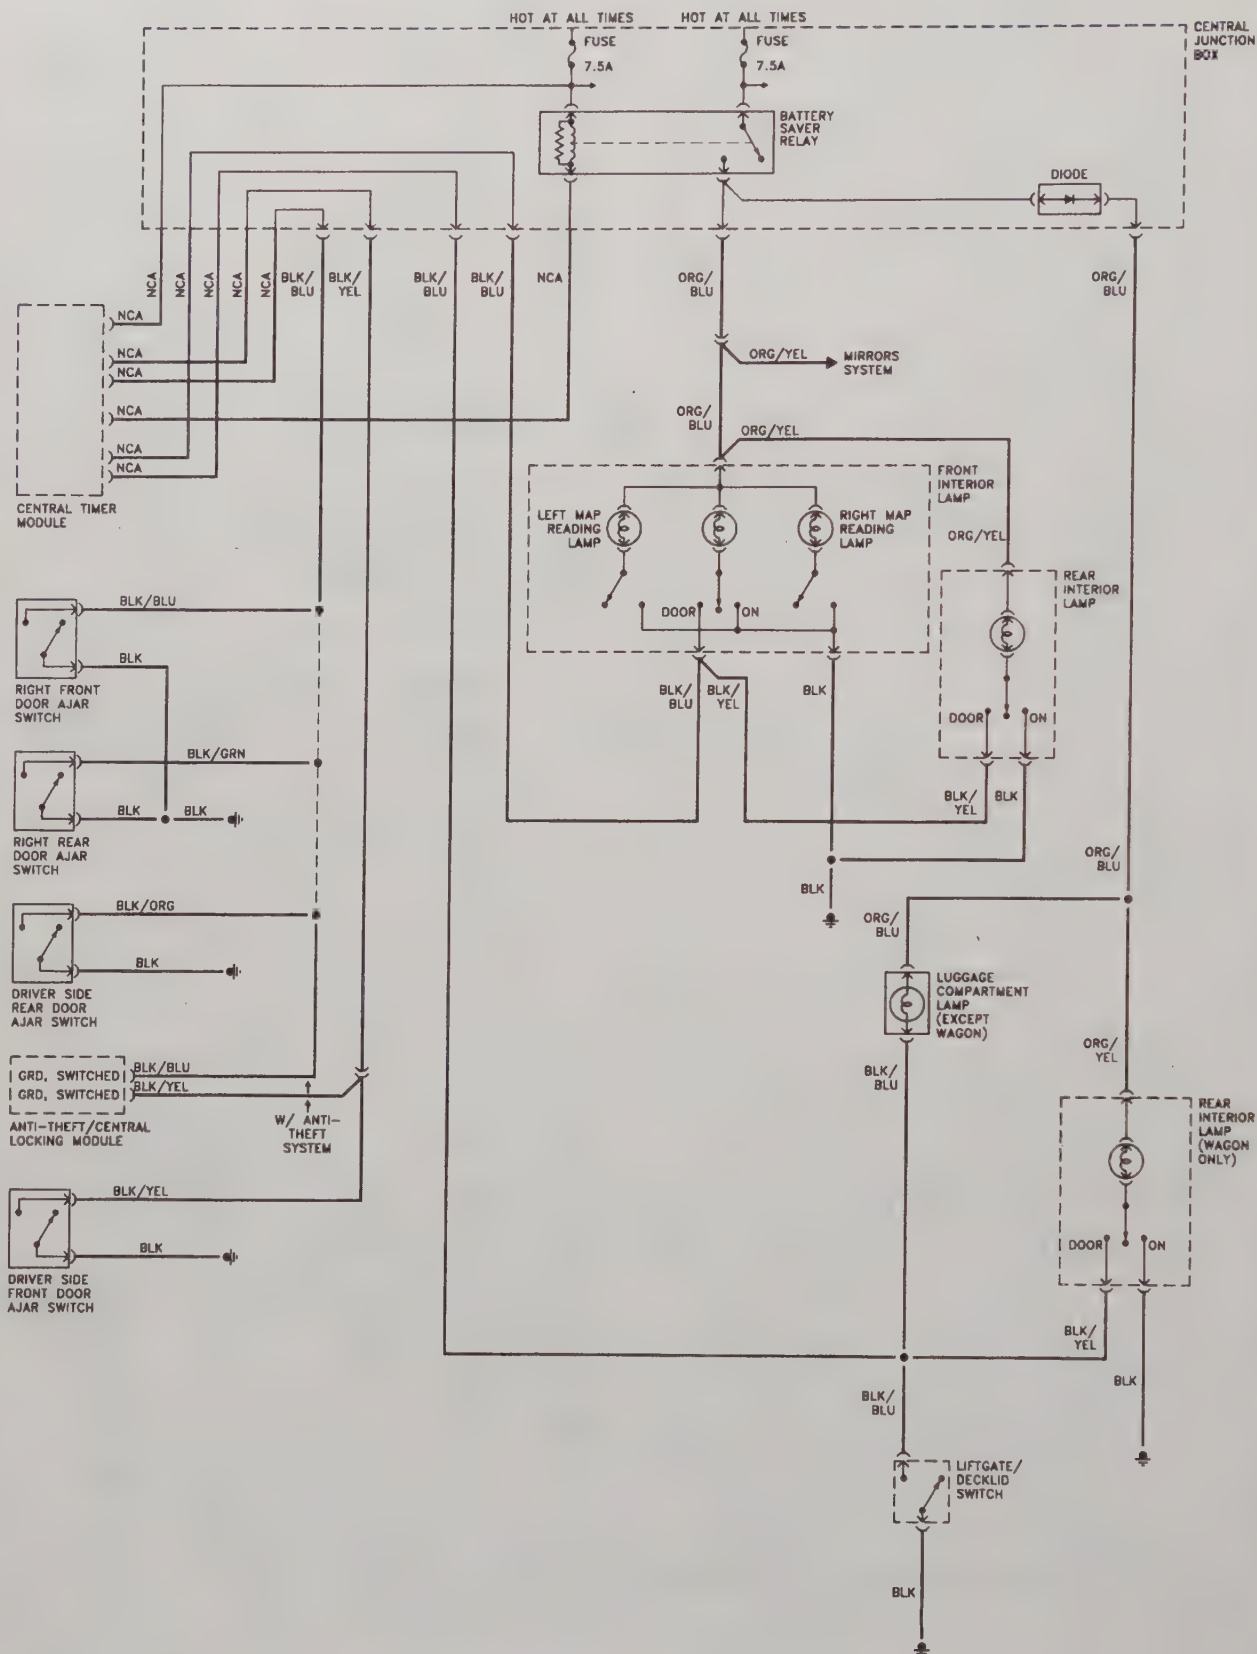 HOT AT ALL TIMES
HOT AT ALL TIMES
FUSE
7.5A
FUSE
7.5A
CENTRAL
JUNCTION
BOX
BATTERY
SAVER
RELAY
DIODE
NCA
NCA
NCA
NCA
NCA
BLK/
BLU
BLK/
YEL
BLK/
BLU
BLK/
BLU
NCA
ORG/
BLU
ORG/
BLU
NCA
NCA
NCA
NCA
NCA
NCA
CENTRAL TIMER
MODULE
ORG/YEL
MIRRORS
SYSTEM
ORG/
BLU
ORG/YEL
FRONT
INTERIOR
LAMP
LEFT MAP
READING
LAMP
RIGHT MAP
READING
LAMP
ORG/YEL
DOOR
ON
REAR
INTERIOR
LAMP
BLK/BLU
BLK
RIGHT FRONT
DOOR AJAR
SWITCH
BLK/
BLU
BLK/
YEL
BLK
DOOR
ON
BLK/GRN
BLK
BLK
RIGHT REAR
DOOR AJAR
SWITCH
BLK/
YEL
BLK
BLK
ORG/
BLU
BLK/ORG
BLK
DRIVER SIDE
REAR DOOR
AJAR SWITCH
ORG/
BLU
LUGGAGE
COMPARTMENT
LAMP
(EXCEPT
WAGON)
ORG/
YEL
GRD, SWITCHED
BLK/BLU
GRD, SWITCHED
BLK/YEL
ANTI-THEFT/CENTRAL
LOCKING MODULE
W/ ANTI-
THEFT
SYSTEM
BLK/
BLU
REAR
INTERIOR
LAMP
(WAGON
ONLY)
BLK/YEL
BLK
DRIVER SIDE
FRONT DOOR
AJAR SWITCH
DOOR
ON
BLK/
YEL
BLK
BLK/
BLU
LIFTGATE/
DECKLID
SWITCH
BLK